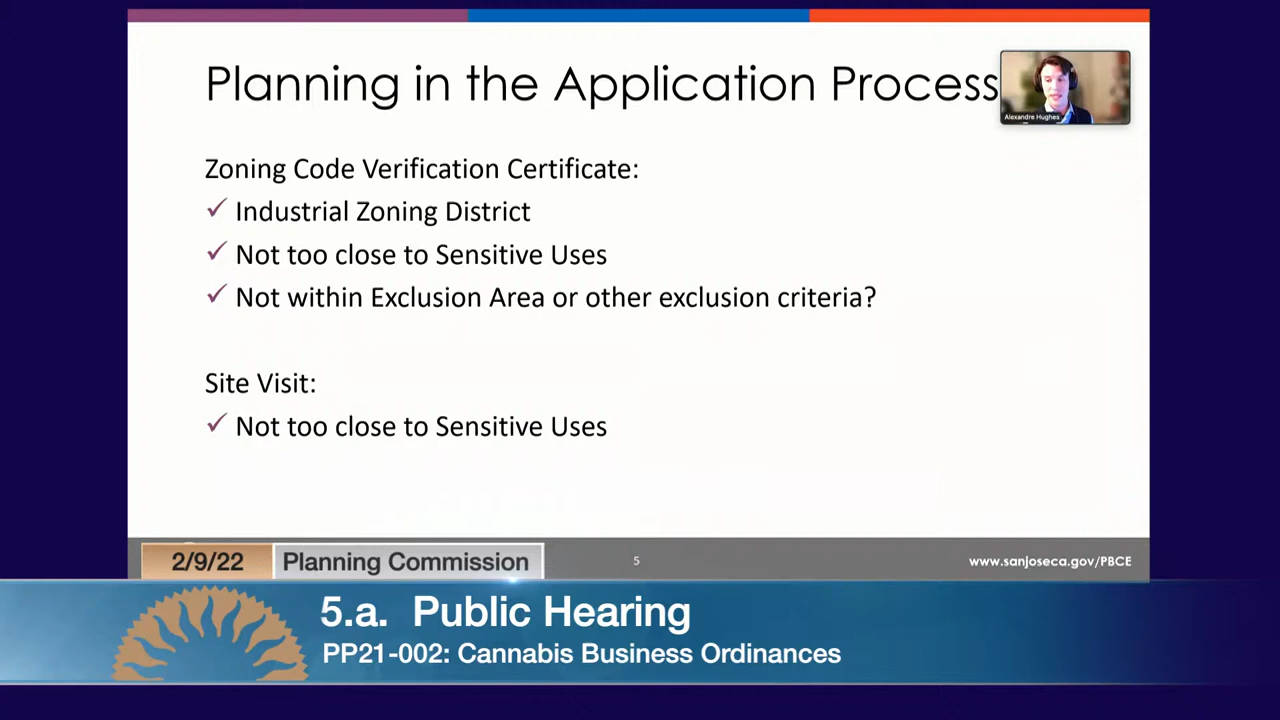 Planning in the Application Process
Alexandre Hughes
Zoning Code Verification Certificate:
✓ Industrial Zoning District
✓ Not too close to Sensitive Uses
✓ Not within Exclusion Area or other exclusion criteria?
Site Visit:
✓ Not too close to Sensitive Uses
2/9/22 Planning Commission 5 www.sanjoseca.gov/PBCE
5.a. Public Hearing
PP21-002: Cannabis Business Ordinances